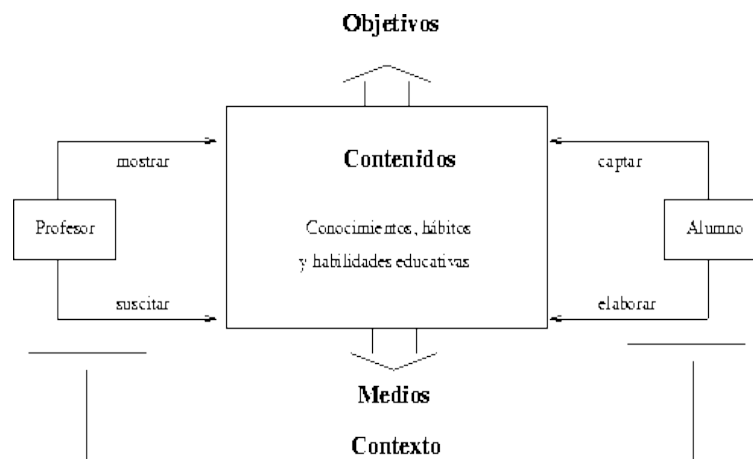 Objetivos
mostrar
Contenidos
captar
Profesor
Conocimientos, hábitos
y habilidades educativas
Alumno
suscitar
elaborar
Medios
Contexto